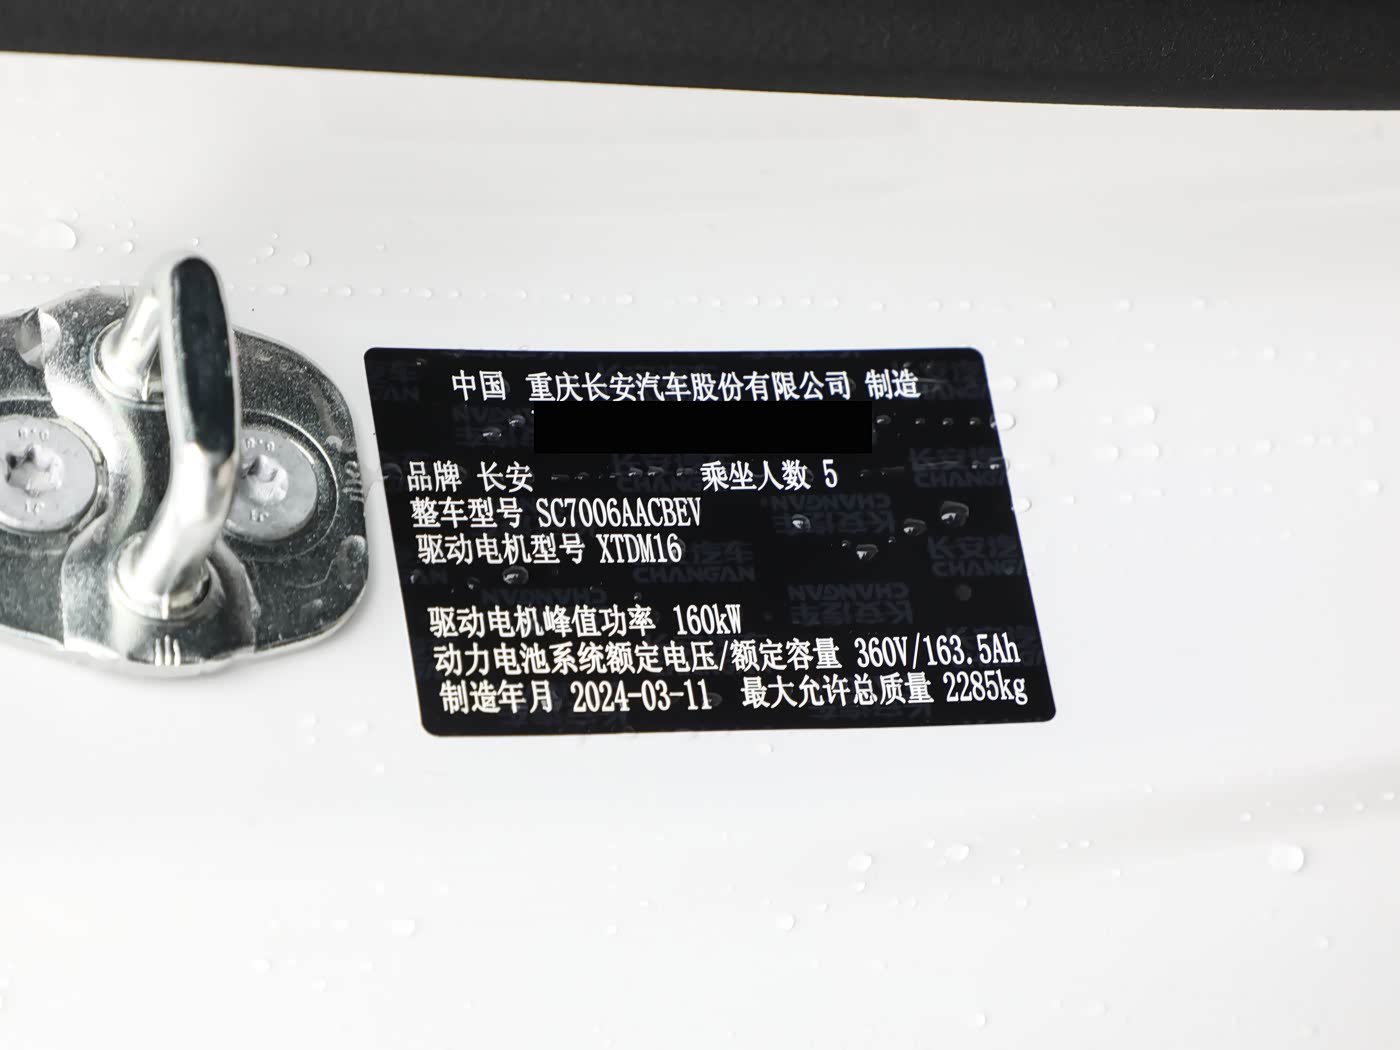 中国 重庆长安汽车股份有限公司 制造
品牌 长安 乘坐人数 5
整车型号 SC7006AACBEV
驱动电机型号 XTDM16
驱动电机峰值功率 160kW
动力电池系统额定电压/额定容量 360V/163.5Ah
制造年月 2024-03-11 最大允许总质量 2285kg